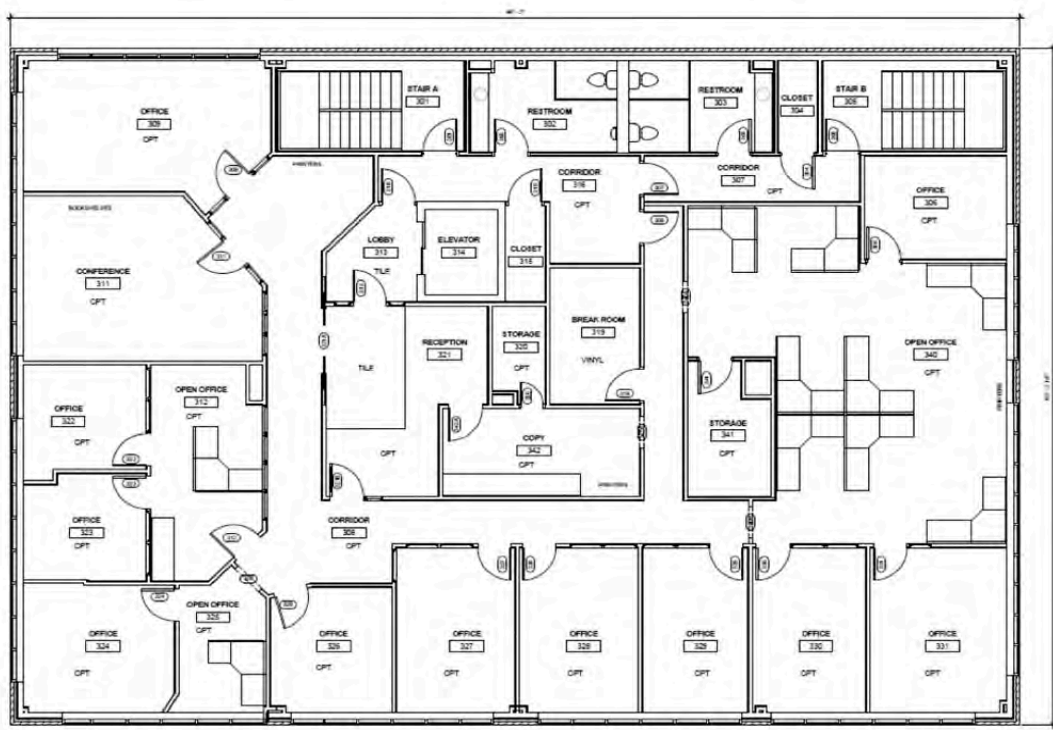 STAIR A
301
RESTROOM
302
RESTROOM
303
CLOSET
304
STAIR B
305
OFFICE
309
CPT
PRINTERS
CORRIDOR
316
CPT
CORRIDOR
307
CPT
OFFICE
306
CPT
BOOKSHELVES
CONFERENCE
311
CPT
LOBBY
313
TILE
ELEVATOR
314
CLOSET
315
BREAK ROOM
319
VINYL
RECEPTION
321
TILE
CPT
STORAGE
320
CPT
OPEN OFFICE
340
CPT
PRINTERS
OFFICE
322
CPT
OPEN OFFICE
312
CPT
STORAGE
341
CPT
COPY
342
CPT
PRINTERS
OFFICE
323
CPT
CORRIDOR
308
CPT
OFFICE
324
CPT
OPEN OFFICE
325
CPT
OFFICE
326
CPT
OFFICE
327
CPT
OFFICE
328
CPT
OFFICE
329
CPT
OFFICE
330
CPT
OFFICE
331
CPT